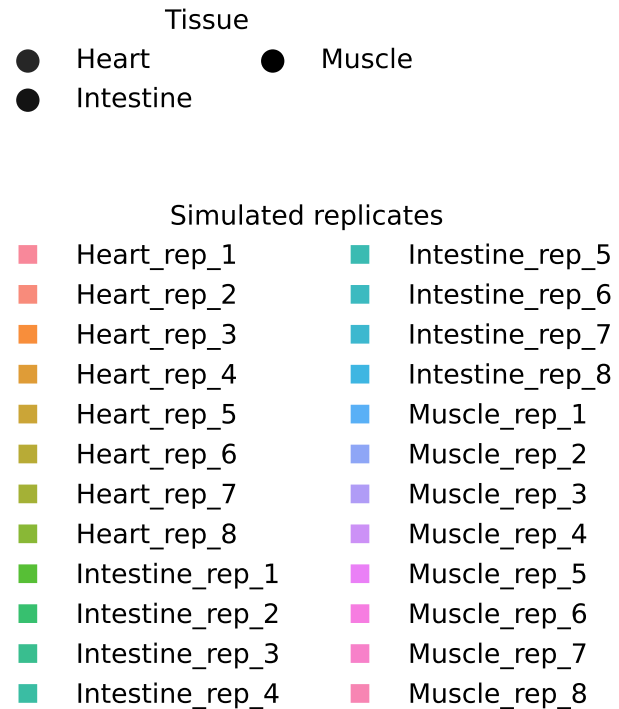 Tissue
Heart
Muscle
Intestine
Simulated replicates
Heart_rep_1
Heart_rep_2
Heart_rep_3
Heart_rep_4
Heart_rep_5
Heart_rep_6
Heart_rep_7
Heart_rep_8
Intestine_rep_1
Intestine_rep_2
Intestine_rep_3
Intestine_rep_4
Intestine_rep_5
Intestine_rep_6
Intestine_rep_7
Intestine_rep_8
Muscle_rep_1
Muscle_rep_2
Muscle_rep_3
Muscle_rep_4
Muscle_rep_5
Muscle_rep_6
Muscle_rep_7
Muscle_rep_8